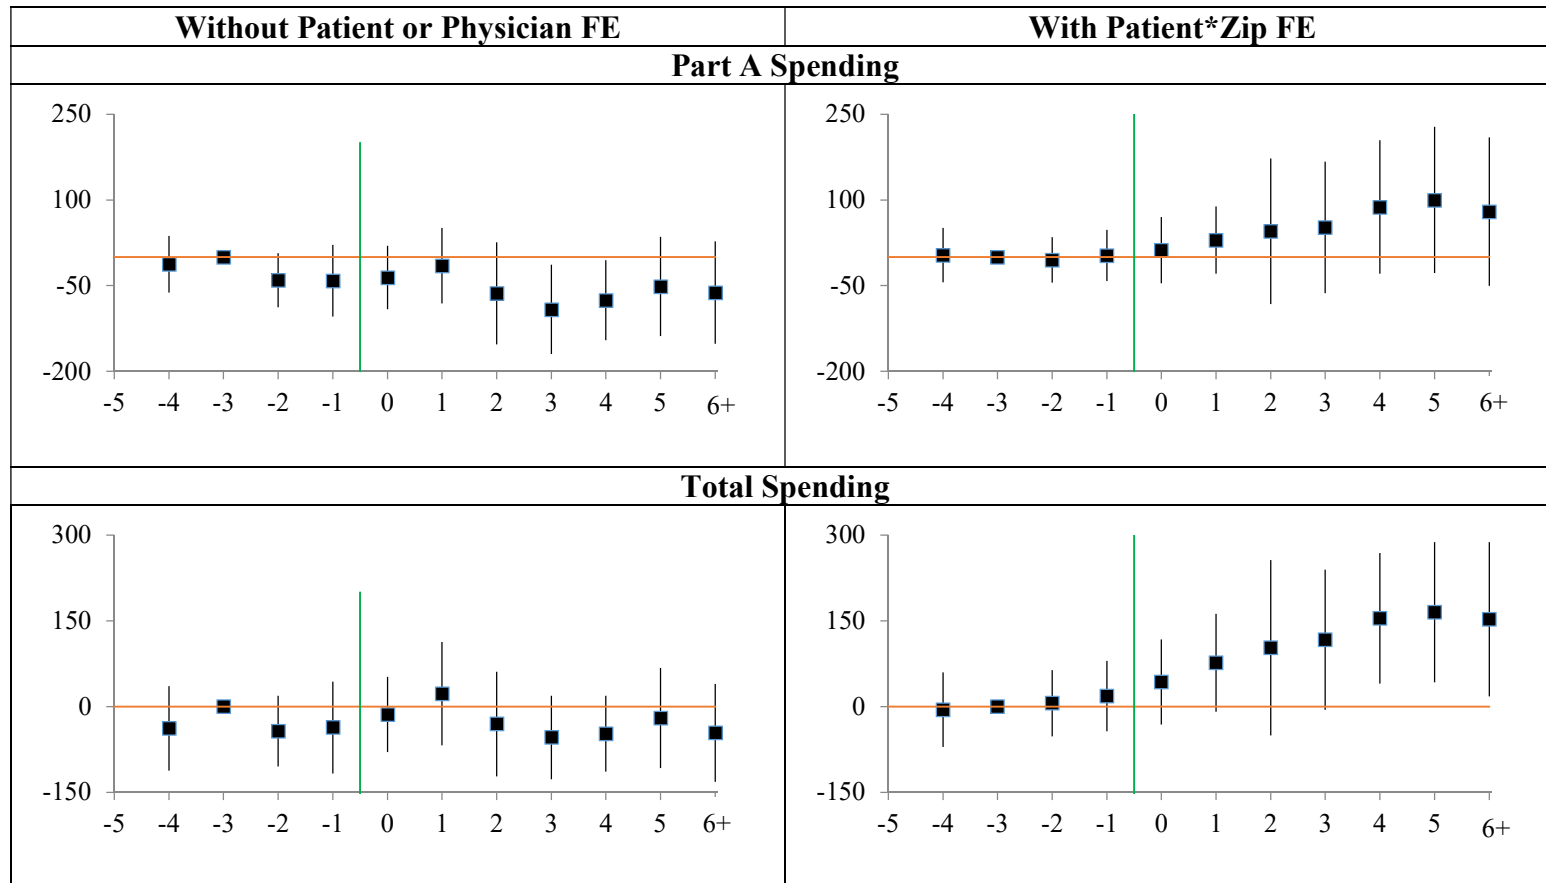 Without Patient or Physician FE
With Patient*Zip FE
Part A Spending
250
100
-50
-200
-5 -4 -3 -2 -1 0 1 2 3 4 5 6+
250
100
-50
-200
-5 -4 -3 -2 -1 0 1 2 3 4 5 6+
Total Spending
300
150
0
-150
-5 -4 -3 -2 -1 0 1 2 3 4 5 6+
300
150
0
-150
-5 -4 -3 -2 -1 0 1 2 3 4 5 6+